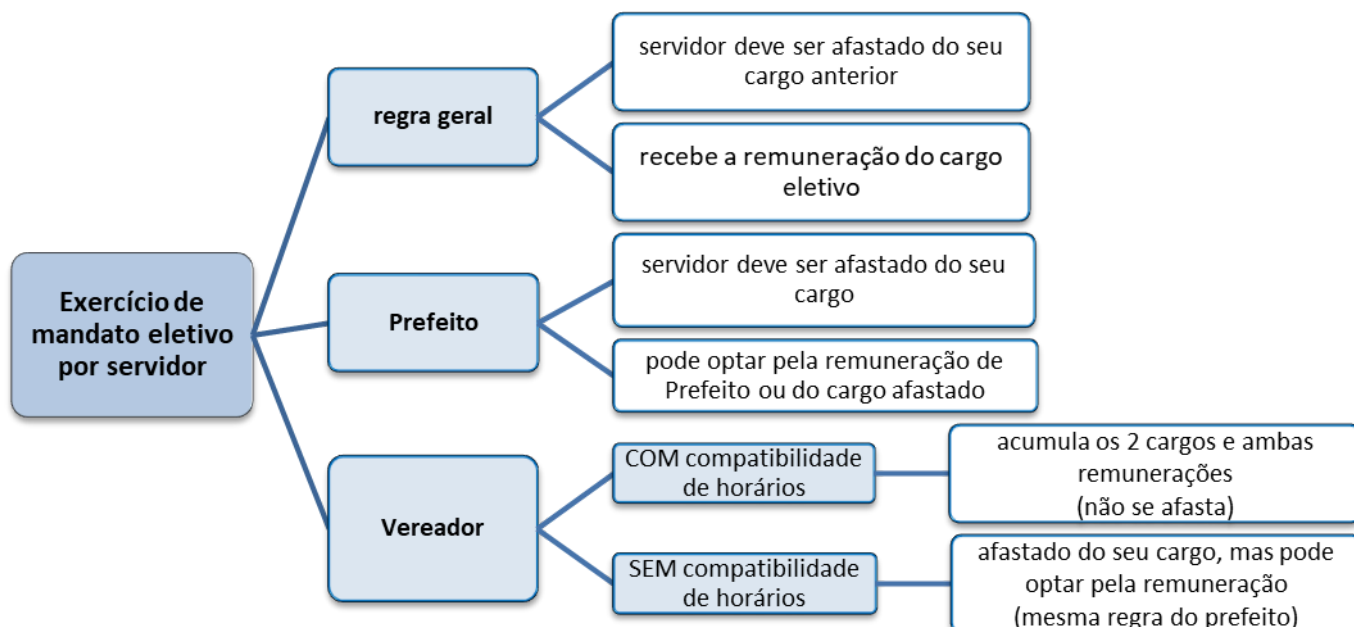 Exercício de
mandato eletivo
por servidor
regra geral
servidor deve ser afastado do seu
cargo anterior
recebe a remuneração do cargo
eletivo
Prefeito
servidor deve ser afastado do seu
cargo
pode optar pela remuneração de
Prefeito ou do cargo afastado
Vereador
COM compatibilidade
de horários
acumula os 2 cargos e ambas
remunerações
(não se afasta)
SEM compatibilidade
de horários
afastado do seu cargo, mas pode
optar pela remuneração
(mesma regra do prefeito)